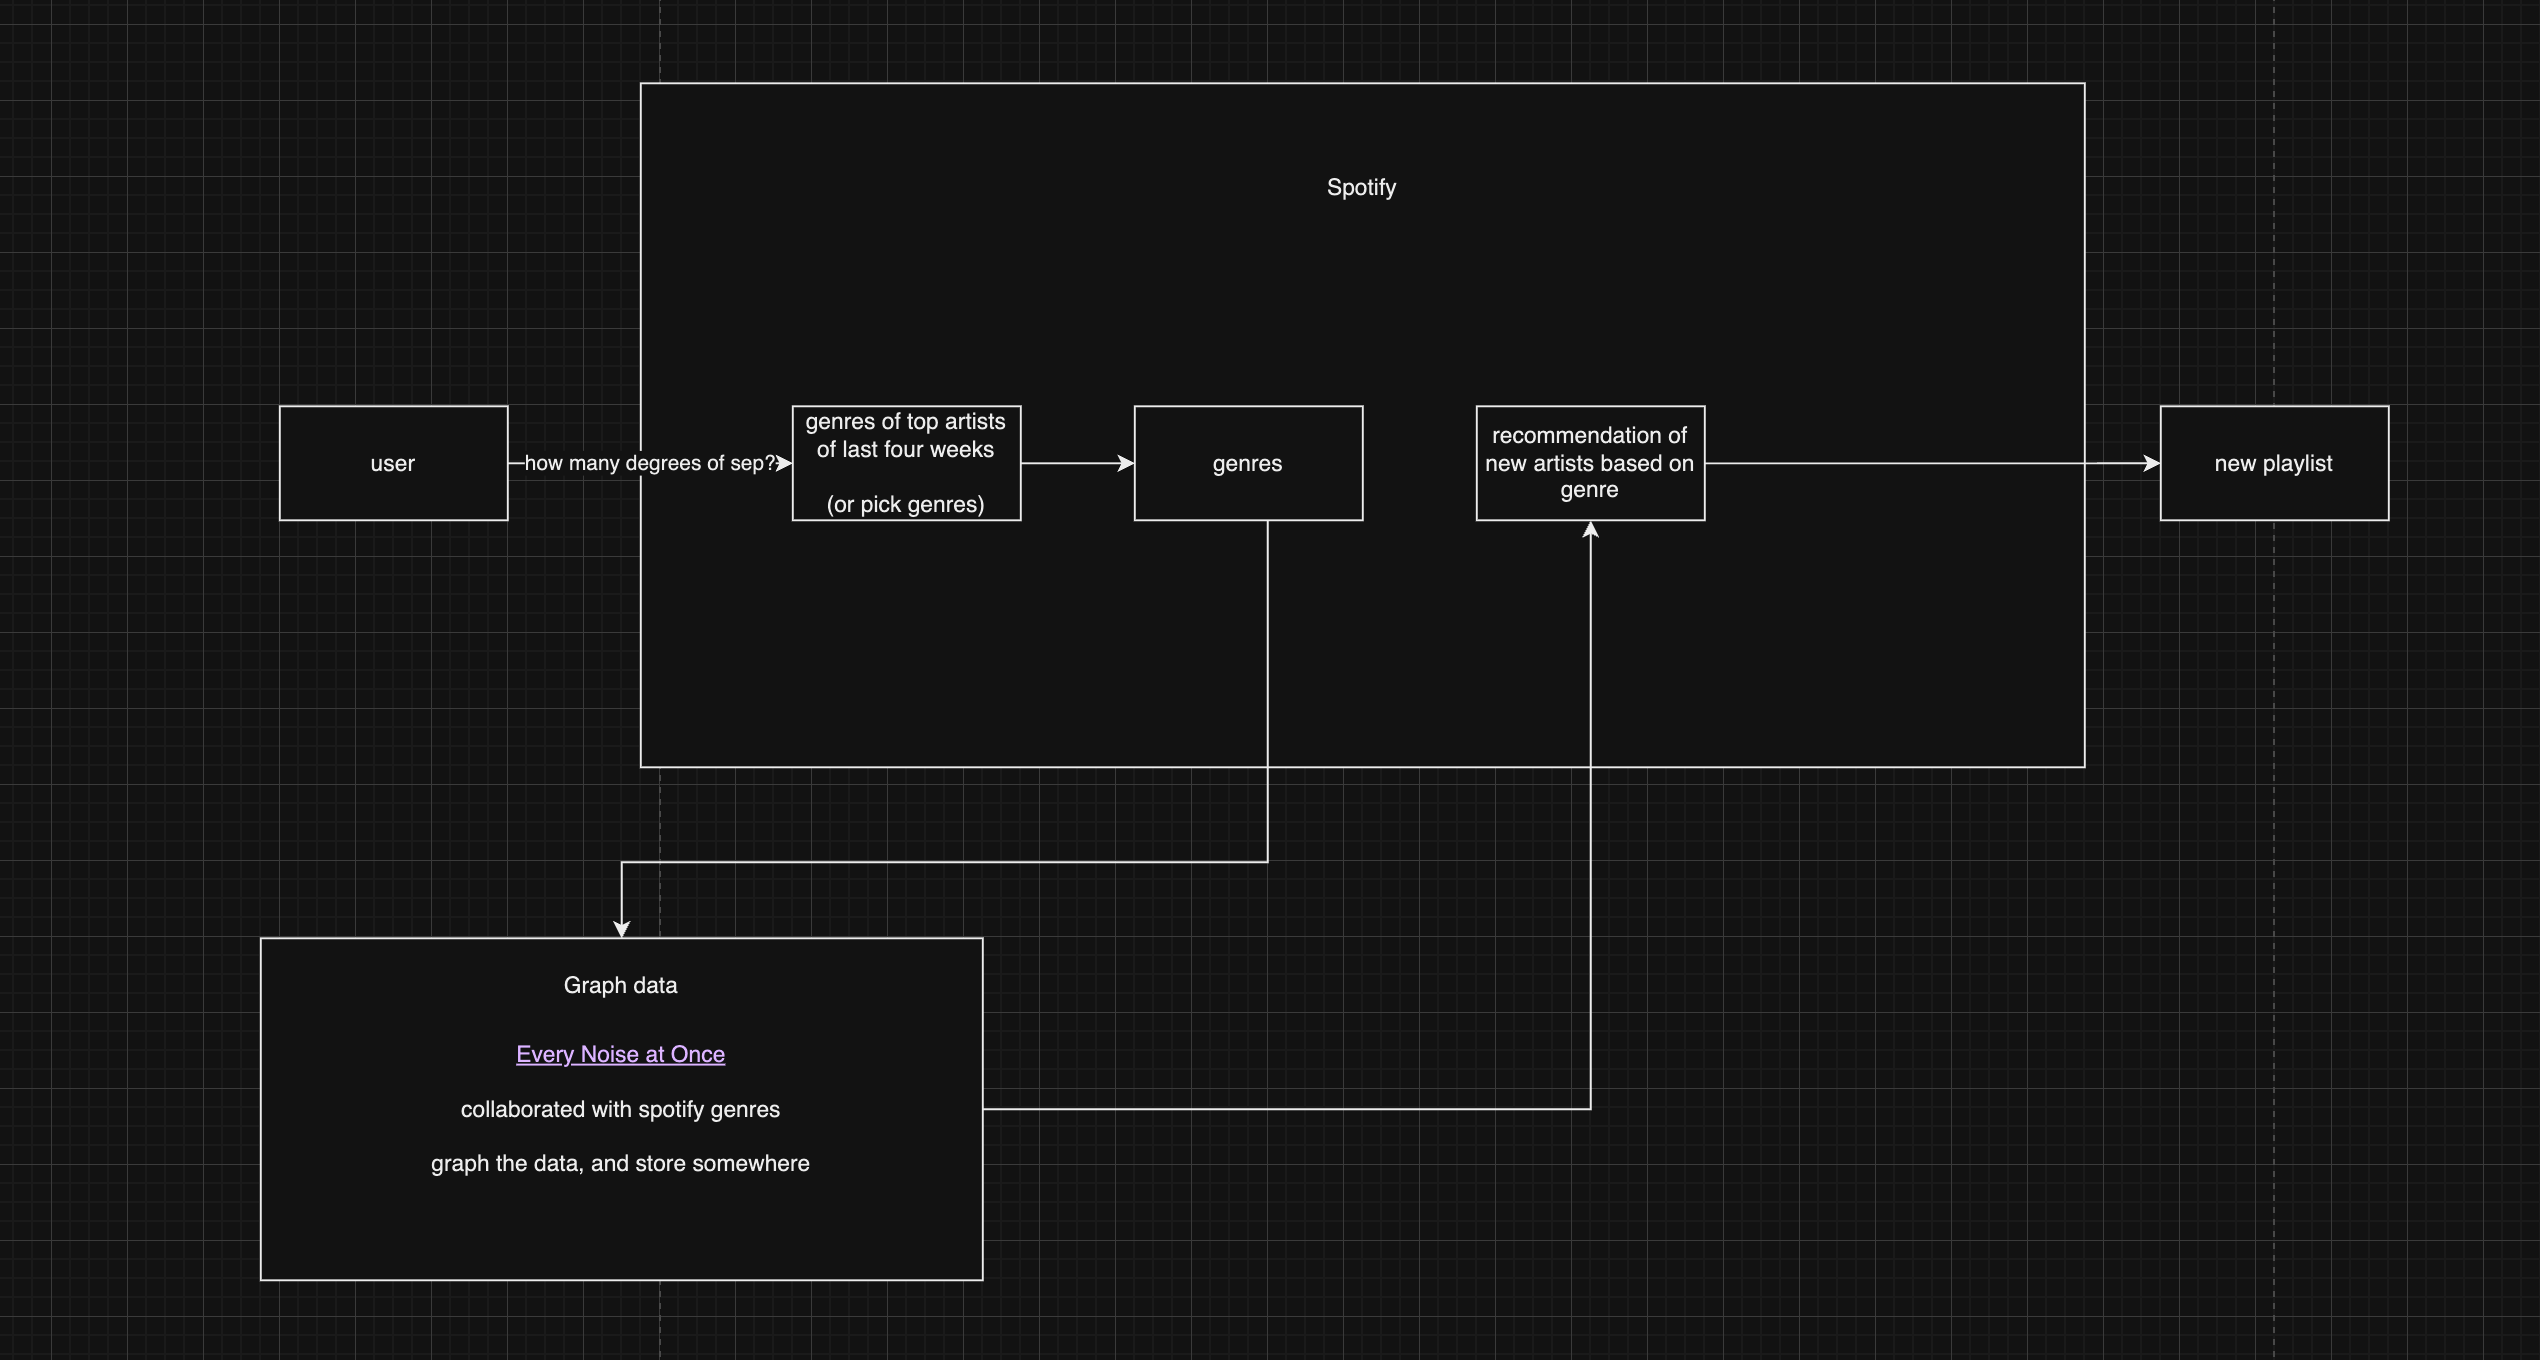 Spotify
user
how many degrees of sep?
genres of top artists
of last four weeks
(or pick genres)
genres
recommendation of
new artists based on
genre
new playlist
Graph data
Every Noise at Once
collaborated with spotify genres
graph the data, and store somewhere